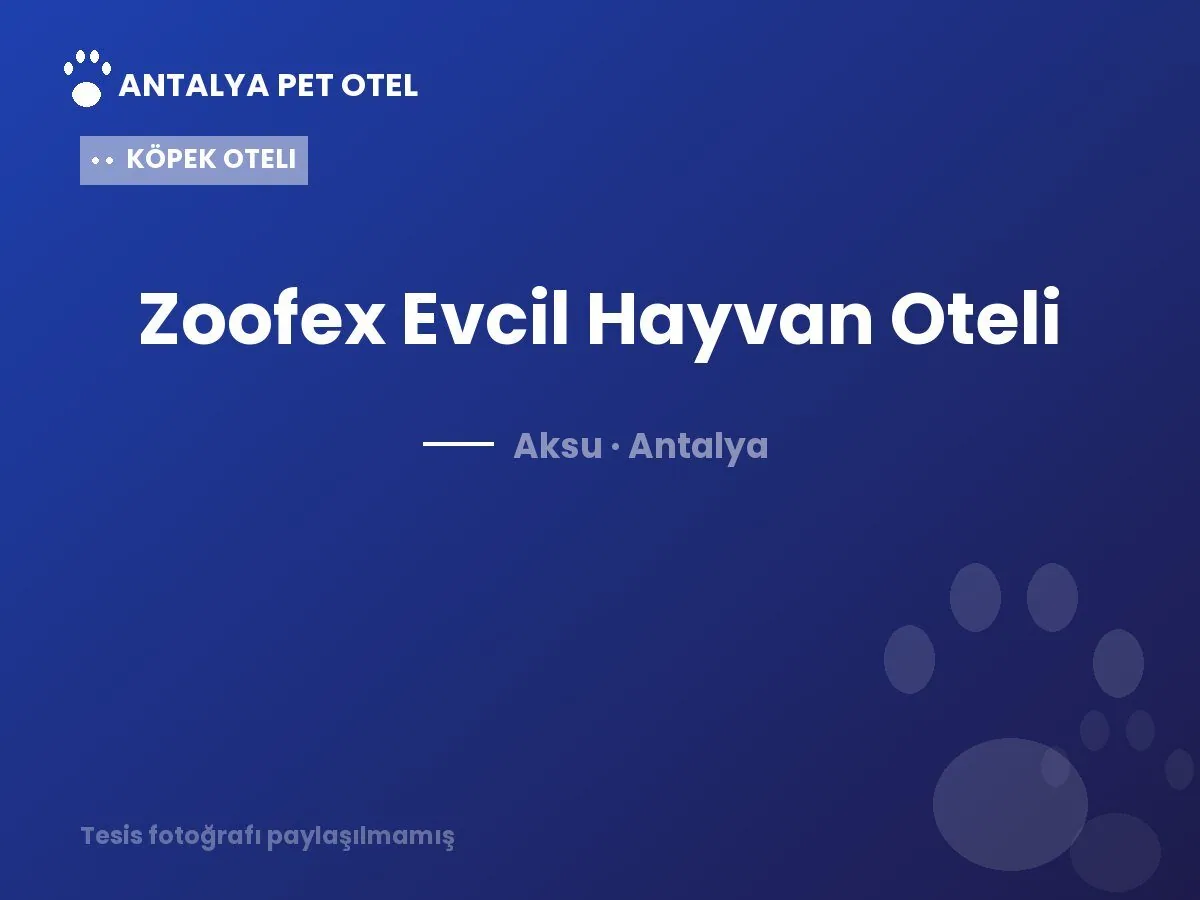 ANTALYA PET OTEL
KÖPEK OTELI
Zoofex Evcil Hayvan Oteli
Aksu · Antalya
Tesis fotoğrafı paylaşılmamış